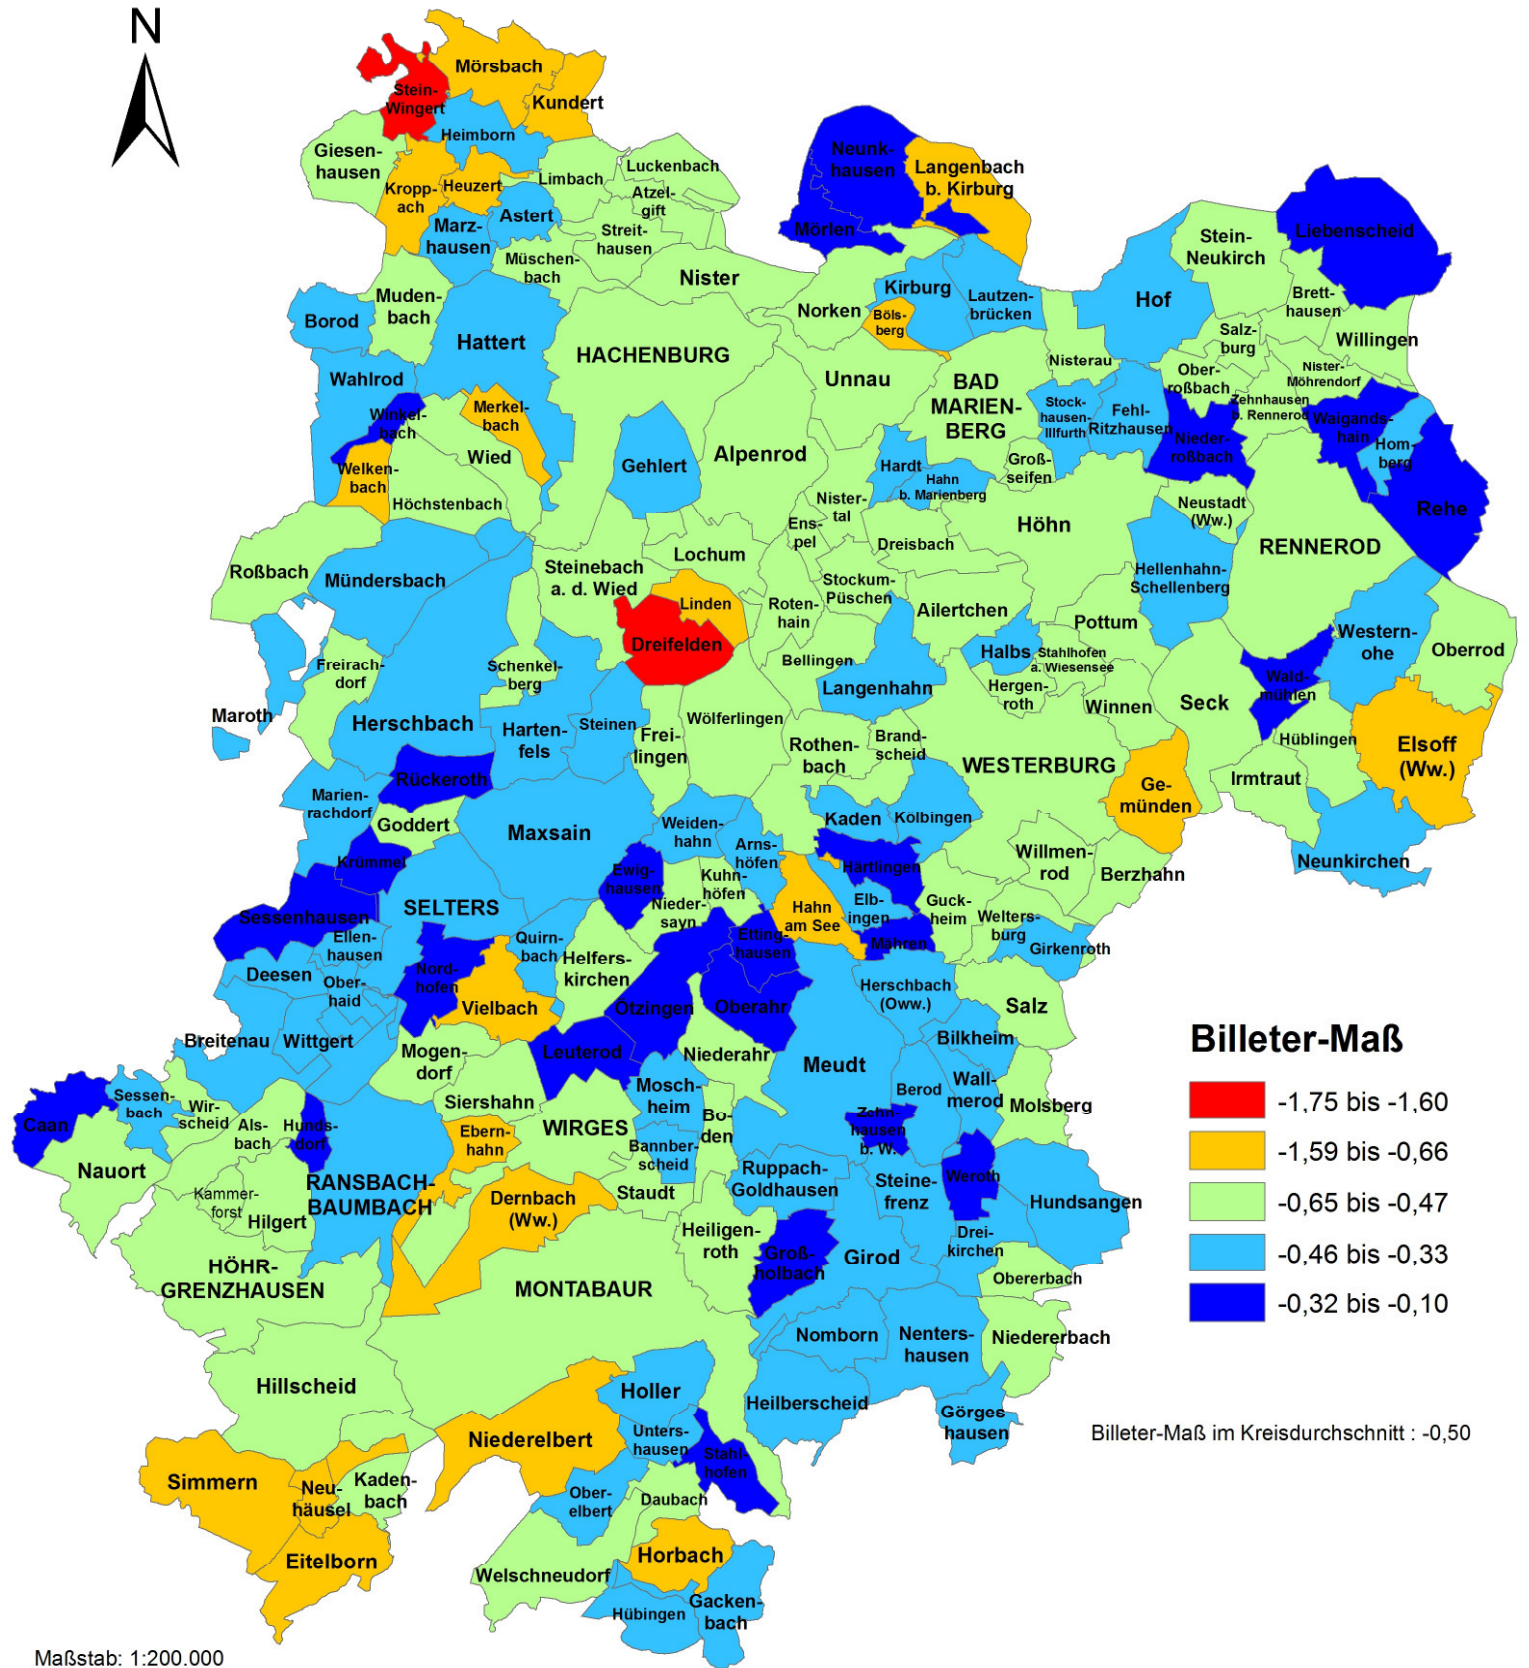 N
Mörsbach
Stein-
Wingert
Kundert
Heimborn
Giesen-
hausen
Kropp-
ach
Heuzert
Limbach
Luckenbach
Atzel-
gift
Astert
Marz-
hausen
Streit-
hausen
Müschen-
bach
Nister
Neunk-
hausen
Langenbach
b. Kirburg
Mörlen
Liebenscheid
Stein-
Neukirch
Hof
Brett-
hausen
Willingen
Muden-
bach
Borod
Hattert
HACHENBURG
Norken
Kirburg
Lautzen-
brücken
Böls-
berg
Salz-
burg
Nisterau
Ober-
roßbach
Nister-
Möhrendorf
Zehnhausen
b. Rennerod
Wahlrod
Winkel-
bach
Merkel-
bach
Unnau
BAD
MARIEN-
BERG
Stock-
hausen-
Illfurth
Fehl-
Ritzhausen
Nieder-
roßbach
Waigands-
hain
Hom-
berg
Rehe
Welken-
bach
Wied
Höchstenbach
Gehlert
Alpenrod
Hardt
Hahn
b. Marienberg
Groß-
seifen
Nister-
tal
Ens-
pel
Höhn
Neustadt
(Ww.)
RENNEROD
Roßbach
Mündersbach
Steinebach
a. d. Wied
Lochum
Dreisbach
Stockum-
Püschen
Ailertchen
Hellenhahn-
Schellenberg
Linden
Roten-
hain
Pottum
Dreifelden
Bellingen
Halbs
Stahlhofen
a. Wiesensee
Western-
ohe
Oberrod
Freirach-
dorf
Schenkel-
berg
Langenhahn
Hergen-
roth
Winnen
Seck
Wald-
mühlen
Maroth
Herschbach
Harten-
fels
Steinen
Frei-
lingen
Wölferlingen
Rothen-
bach
Brand-
scheid
Hüblingen
Elsoff
(Ww.)
Rückeroth
WESTERBURG
Ge-
münden
Irmtraut
Marien-
rachdorf
Goddert
Maxsain
Weiden-
hahn
Kaden
Kölbingen
Arns-
höfen
Härtlingen
Willmen-
rod
Berzhahn
Neunkirchen
Krümmel
Ewig-
hausen
Kuhn-
höfen
Nieder-
sayn
Sessenhausen
SELTERS
Hahn
am See
Elb-
ingen
Guck-
heim
Welters-
burg
Girkenroth
Ellen-
hausen
Quirn-
bach
Helfers-
kirchen
Etting-
hausen
Mähren
Deesen
Ober-
haid
Nord-
hofen
Vielbach
Ötzingen
Oberahr
Herschbach
(Oww.)
Salz
Breitenau
Wittgert
Mogen-
dorf
Leuterod
Niederahr
Meudt
Bilkheim
Billeter-Maß
Caan
Sessen-
bach
Wir-
scheid
Siershahn
Mosch-
heim
Berod
Wall-
merod
Molsberg
-1,75 bis -1,60
Als-
bach
Hunds-
dorf
Ebern-
hahn
WIRGES
Bo-
den
Zehn
hausen
b. W.
-1,59 bis -0,66
Nauort
Bannber-
scheid
RANSBACH-
BAUMBACH
Kammer-
forst
Hilgert
Dernbach
(Ww.)
Staudt
Ruppach-
Goldhausen
Steine-
frenz
Weroth
Hundsangen
-0,65 bis -0,47
Heiligen-
roth
Groß-
holbach
Girod
Drei-
kirchen
-0,46 bis -0,33
HÖHR-
GRENZHAUSEN
MONTABAUR
Obererbach
-0,32 bis -0,10
Nomborn
Nenters-
hausen
Niedererbach
Hillscheid
Holler
Heilberscheid
Görges
hausen
Billeter-Maß im Kreisdurchschnitt : -0,50
Niederelbert
Unters-
hausen
Stahl-
hofen
Simmern
Neu-
häusel
Kaden-
bach
Ober-
elbert
Daubach
Eitelborn
Horbach
Welschneudorf
Hübingen
Gacken-
bach
Maßstab: 1:200.000